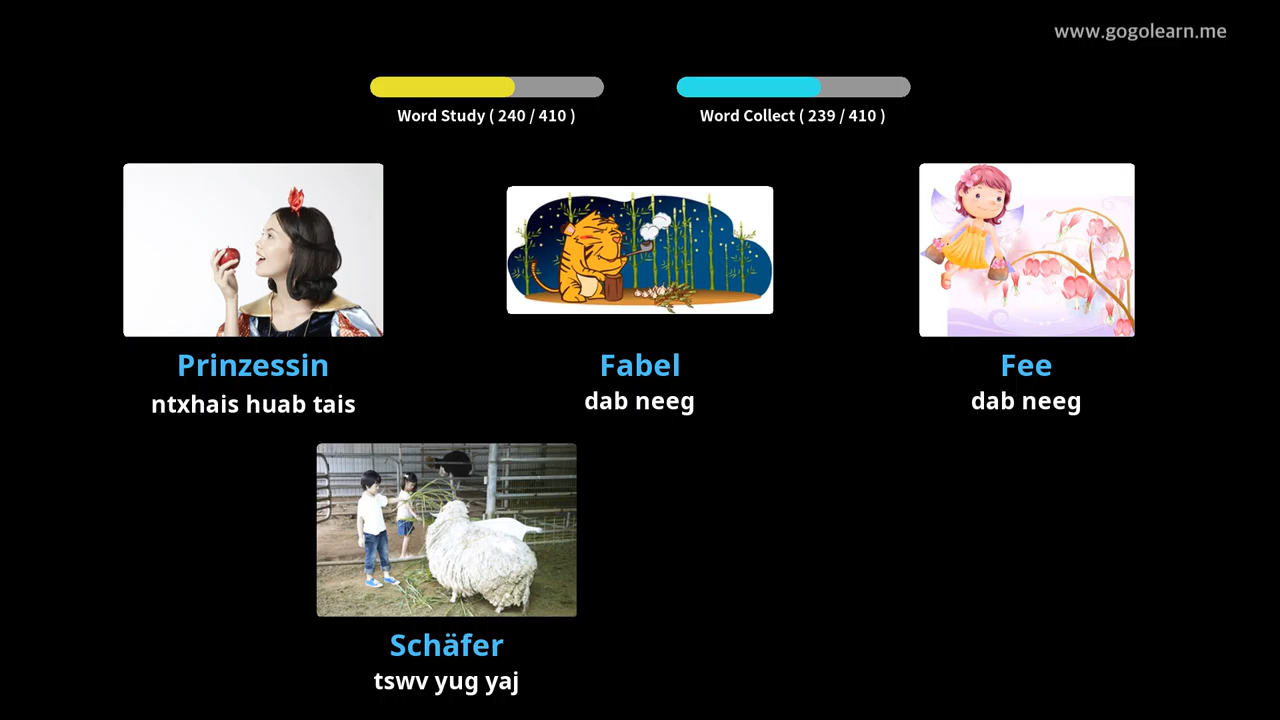 www.gogolearn.me
Word Study ( 240 / 410 )
Word Collect ( 239 / 410 )
Prinzessin
ntxhais huab tais
Fabel
dab neeg
Fee
dab neeg
Schäfer
tswv yug yaj